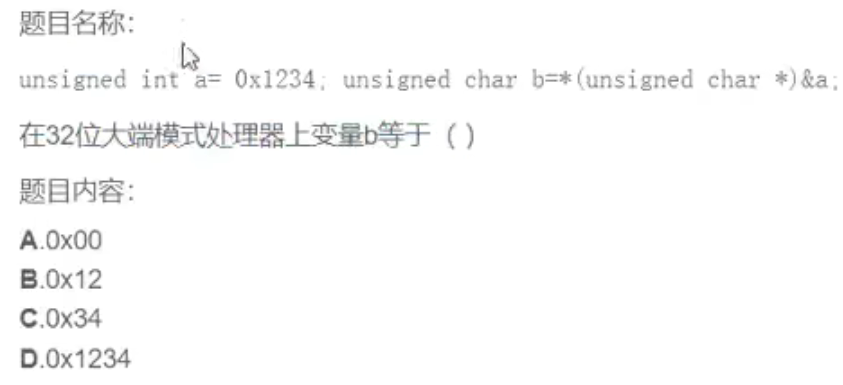 题目名称：
unsigned int a= 0x1234; unsigned char b=*(unsigned char *)&a;
在32位大端模式处理器上变量b等于（）
题目内容：
A.0x00
B.0x12
C.0x34
D.0x1234